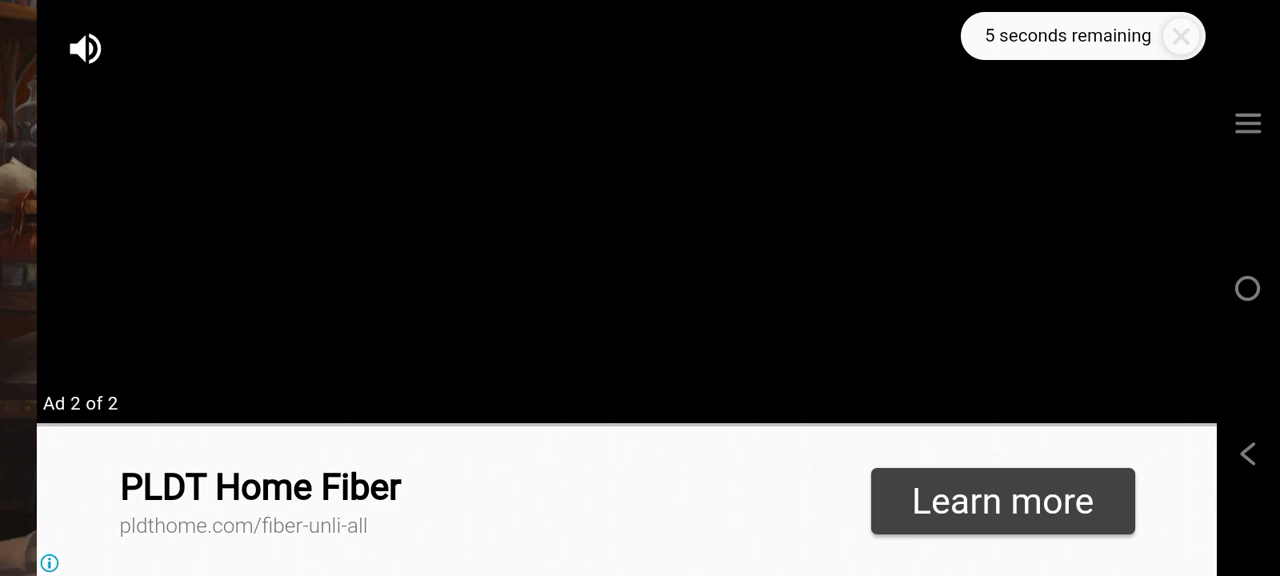 5 seconds remaining
Ad 2 of 2
PLDT Home Fiber
pldthome.com/fiber-unli-all
Learn more